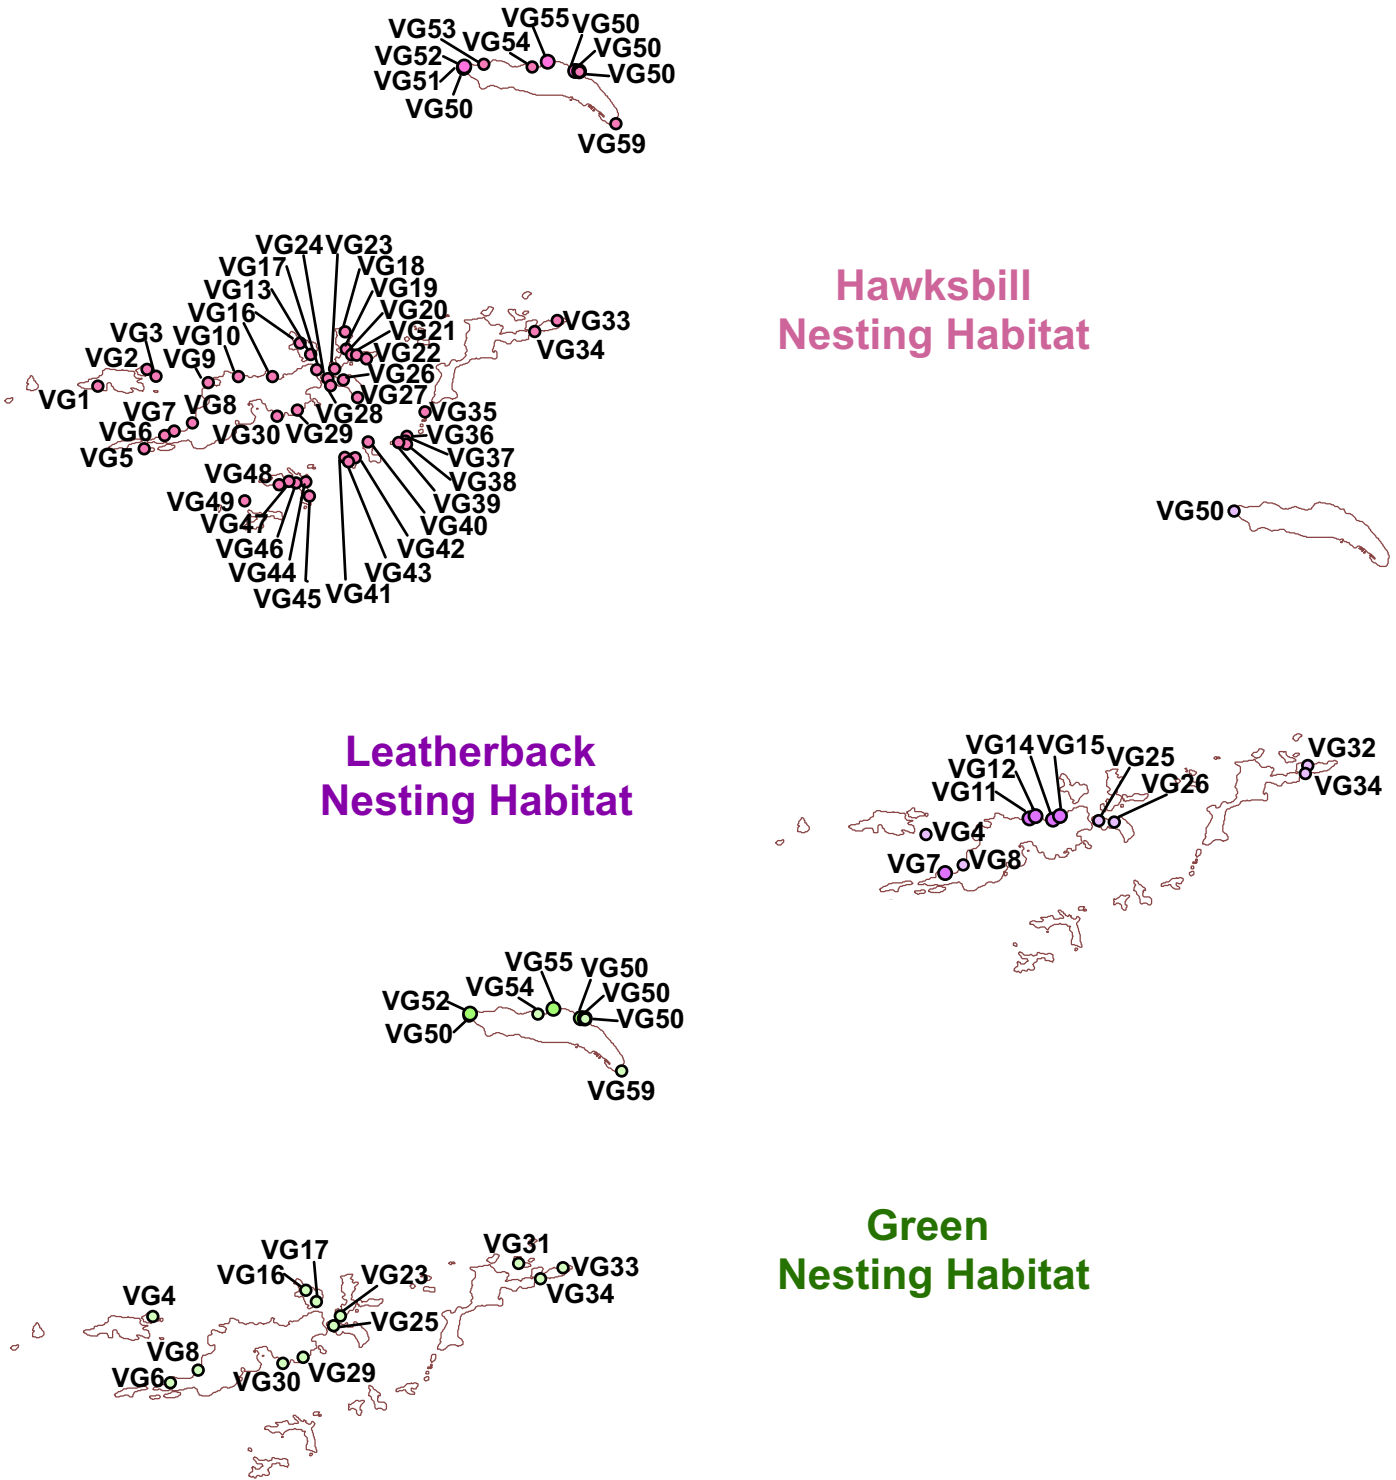 VG55
VG50
VG53
VG54
VG50
VG52
VG50
VG51
VG50
VG59
VG24
VG23
VG17
VG18
VG13
VG19
VG16
VG20
VG3
VG10
VG21
VG33
VG2
VG9
VG22
VG34
VG26
VG1
VG27
VG7
VG8
VG28
VG35
VG6
VG30
VG29
VG36
VG5
VG37
VG48
VG38
VG49
VG39
VG47
VG40
VG46
VG42
VG44
VG43
VG45
VG41
Hawksbill
Nesting Habitat
VG50
Leatherback
Nesting Habitat
VG14
VG15
VG25
VG32
VG12
VG26
VG34
VG11
VG4
VG7
VG8
VG55
VG50
VG54
VG50
VG52
VG50
VG50
VG59
Green
Nesting Habitat
VG17
VG31
VG16
VG23
VG33
VG4
VG34
VG25
VG8
VG6
VG30
VG29